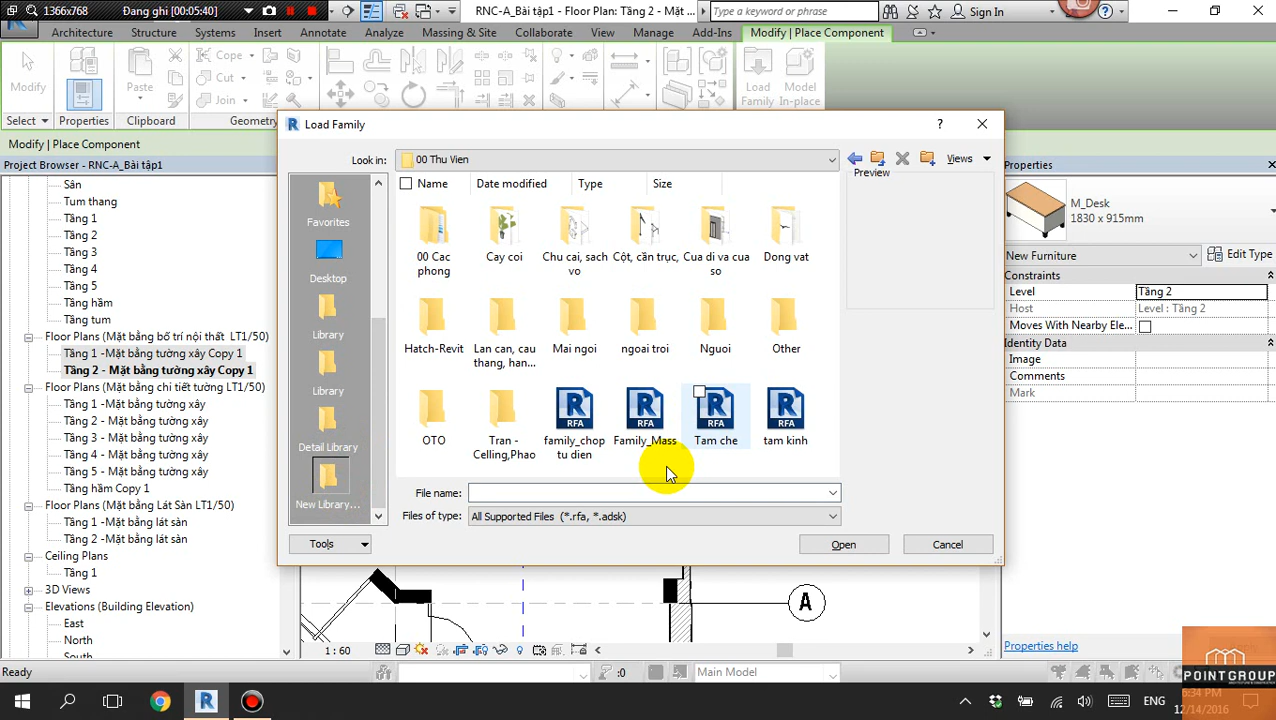 1366x768
Đang ghi [00:05:40]
RNC-A_Bài tập1 - Floor Plan: Tầng 2 - Mặt ...
Type a keyword or phrase
Sign In
Architecture
Structure
Systems
Insert
Annotate
Analyze
Massing & Site
Collaborate
View
Manage
Add-Ins
Modify | Place Component
Modify
Paste
Cope
Cut
Join
Load
Family
Model
In-place
Select
Properties
Clipboard
Geometry
Modify | Place Component
Project Browser - RNC-A_Bài tập1
Sân
Tum thang
Tầng 1
Tầng 2
Tầng 3
Tầng 4
Tầng 5
Tầng hầm
Tầng tum
Floor Plans (Mặt bằng bố trí nội thất LT1/50)
Tầng 1 -Mặt bằng tường xây Copy 1
Tầng 2 - Mặt bằng tường xây Copy 1
Floor Plans (Mặt bằng chi tiết tường LT1/50)
Tầng 1 -Mặt bằng tường xây
Tầng 2 - Mặt bằng tường xây
Tầng 3 - Mặt bằng tường xây
Tầng 4 - Mặt bằng tường xây
Tầng 5 - Mặt bằng tường xây
Tầng hầm Copy 1
Floor Plans (Mặt bằng Lát Sàn LT1/50)
Tầng 1 - Mặt bằng lát sàn
Tầng 2 - Mặt bằng lát sàn
Ceiling Plans
Tầng 1
3D Views
Elevations (Building Elevation)
East
North
South
Load Family
Look in:
00 Thu Vien
Views
Preview
Favorites
Desktop
Library
Library
Detail Library
New Library...
Name
Date modified
Type
Size
00 Cac
phong
Cay coi
Chu cai, sach
vo
Cột, cần trục,
Cua di va cua
so
Dong vat
Hatch-Revit
Lan can, cau
thang, han...
Mai ngoi
ngoai troi
Nguoi
Other
OTO
Tran -
Celling,Phao
family_chop
tu dien
Family_Mass
Tam che
tam kinh
File name:
Files of type:
All Supported Files (*.rfa, *.adsk)
Tools
Open
Cancel
Properties
M_Desk
1830 x 915mm
New Furniture
Edit Type
Constraints
Level
Tầng 2
Host
Level : Tầng 2
Moves With Nearby Ele...
Identity Data
Image
Comments
Mark
Properties help
A
1 : 60
Ready
:0
Main Model
ENG
6:34 PM
12/14/2016
POINTGROUP